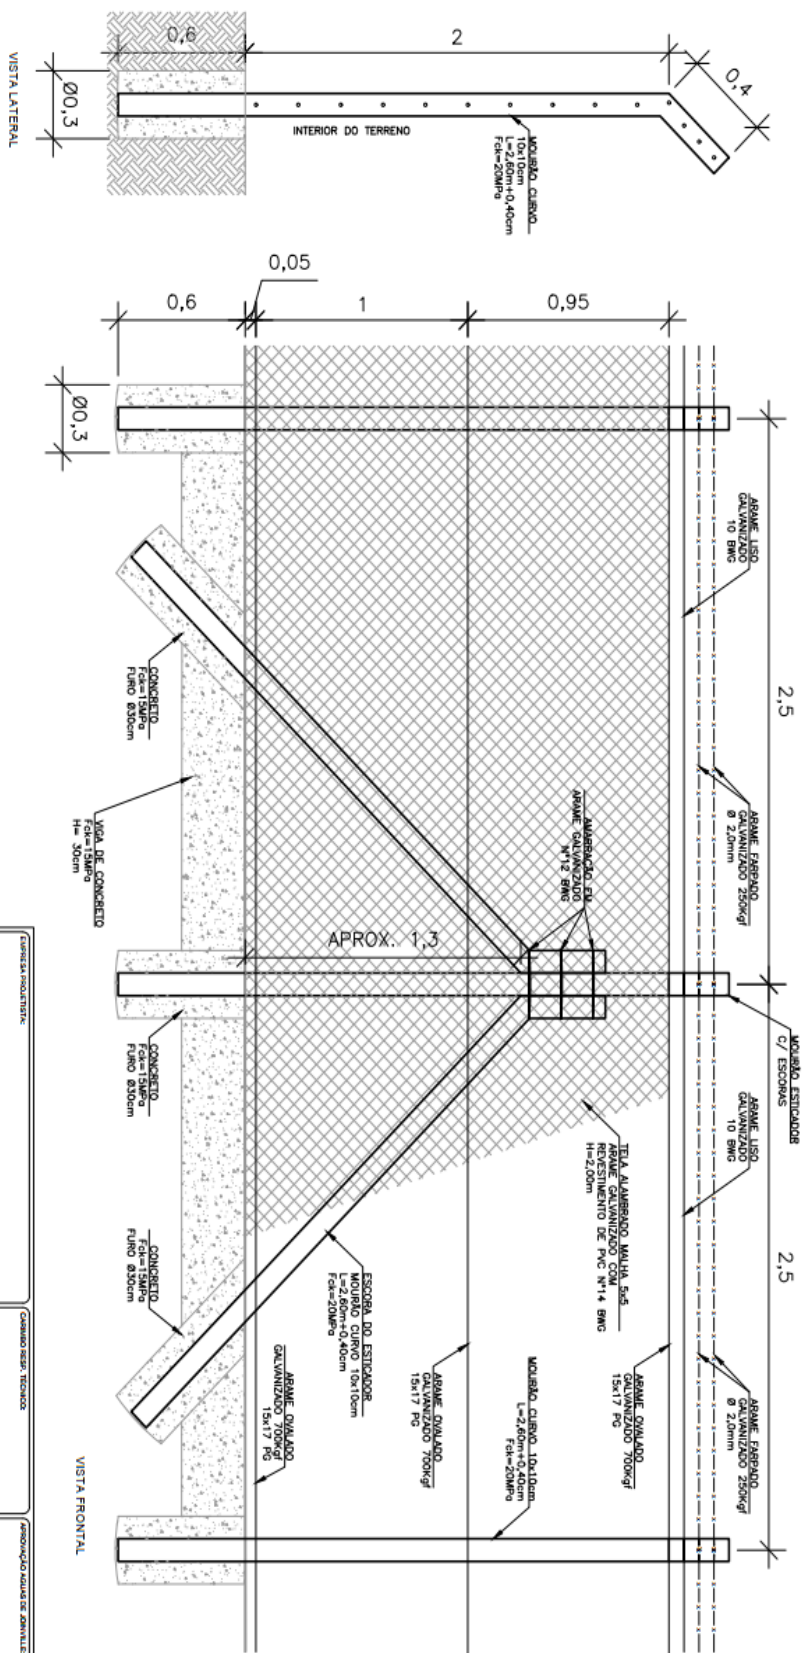 VISTA LATERAL
0,6
2
0,4
Ø0,3
INTERIOR DO TERRENO
MOURÃO CURVO
10x10cm
L=2,60m+0,40cm
Fck=20MPa
0,6
0,05
1
0,95
Ø0,3
2,5
2,5
ARAME LISO
GALVANIZADO
10 BWG
ARAME FARPADO
GALVANIZADO 250Kgf
Ø 2,0mm
MOURÃO ESTICADOR
C/ ESCORAS
ARAME LISO
GALVANIZADO
10 BWG
ARAME FARPADO
GALVANIZADO 250Kgf
Ø 2,0mm
AMARRAÇÃO EM
ARAME GALVANIZADO
N°12 BWG
APROX. 1,3
TELA ALAMBRADO MALHA 5x5
ARAME GALVANIZADO COM
REVESTIMENTO DE PVC N°14 BWG
H=2,00m
ARAME OVALADO
GALVANIZADO 700Kgf
15x17 PG
MOURÃO CURVO 10x10cm
L=2,60m+0,40cm
Fck=20MPa
ARAME OVALADO
GALVANIZADO 700Kgf
15x17 PG
ESCORA DO ESTICADOR
MOURÃO CURVO 10x10cm
L=2,60m+0,40cm
Fck=20MPa
ARAME OVALADO
GALVANIZADO 700Kgf
15x17 PG
CONCRETO
Fck=15MPa
FURO Ø30cm
VIGA DE CONCRETO
Fck=15MPa
H= 30cm
CONCRETO
Fck=15MPa
FURO Ø30cm
CONCRETO
Fck=15MPa
FURO Ø30cm
VISTA FRONTAL
EMPRESA PROJETISTA:
CARIMBO RESP. TÉCNICO:
APROVAÇÃO AGUAS DE JOINVILLE: